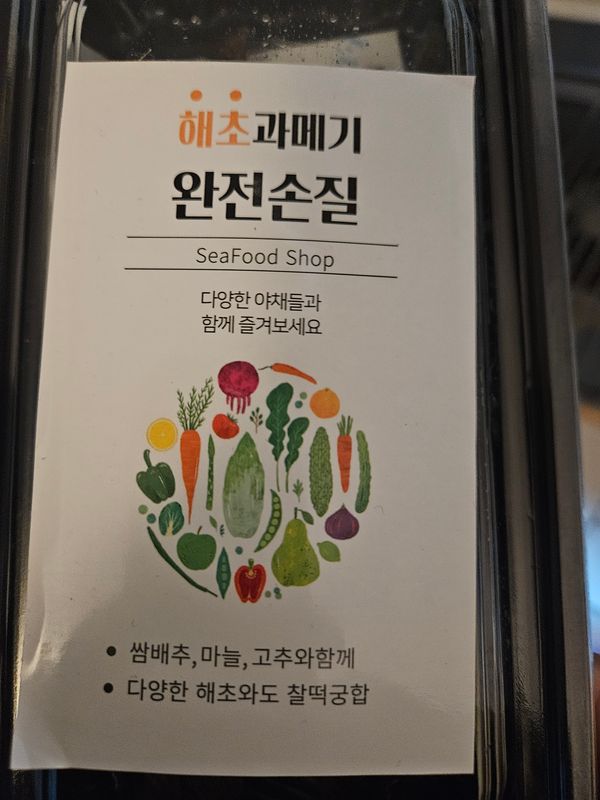 해초과메기
완전손질
SeaFood Shop
다양한 야채들과
함께 즐겨보세요
• 쌈배추, 마늘, 고추와함께
• 다양한 해초와도 찰떡궁합